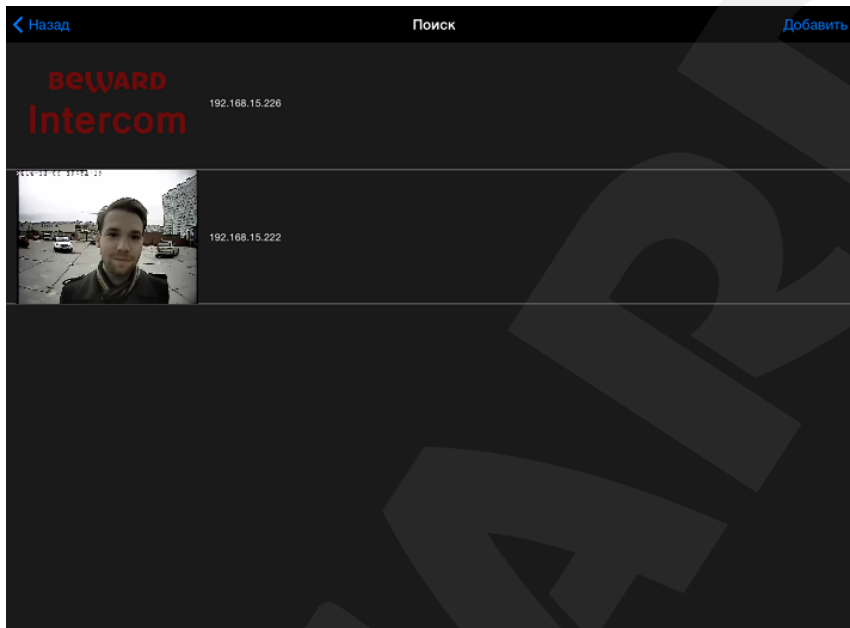 Назад
Поиск
Добавить
BEWARD
Intercom
192.168.15.226
192.168.15.222